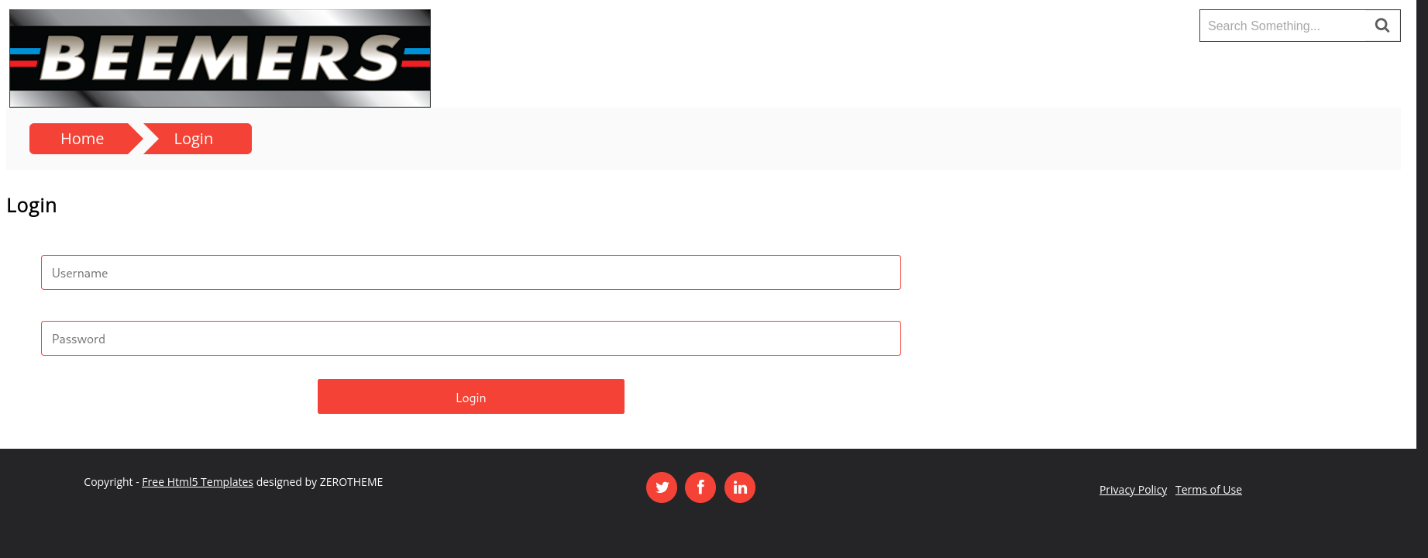 BEEMERS
Search Something...
Home
Login
Login
Username
Password
Login
Copyright - Free Html5 Templates designed by ZEROTHEME
Privacy Policy Terms of Use